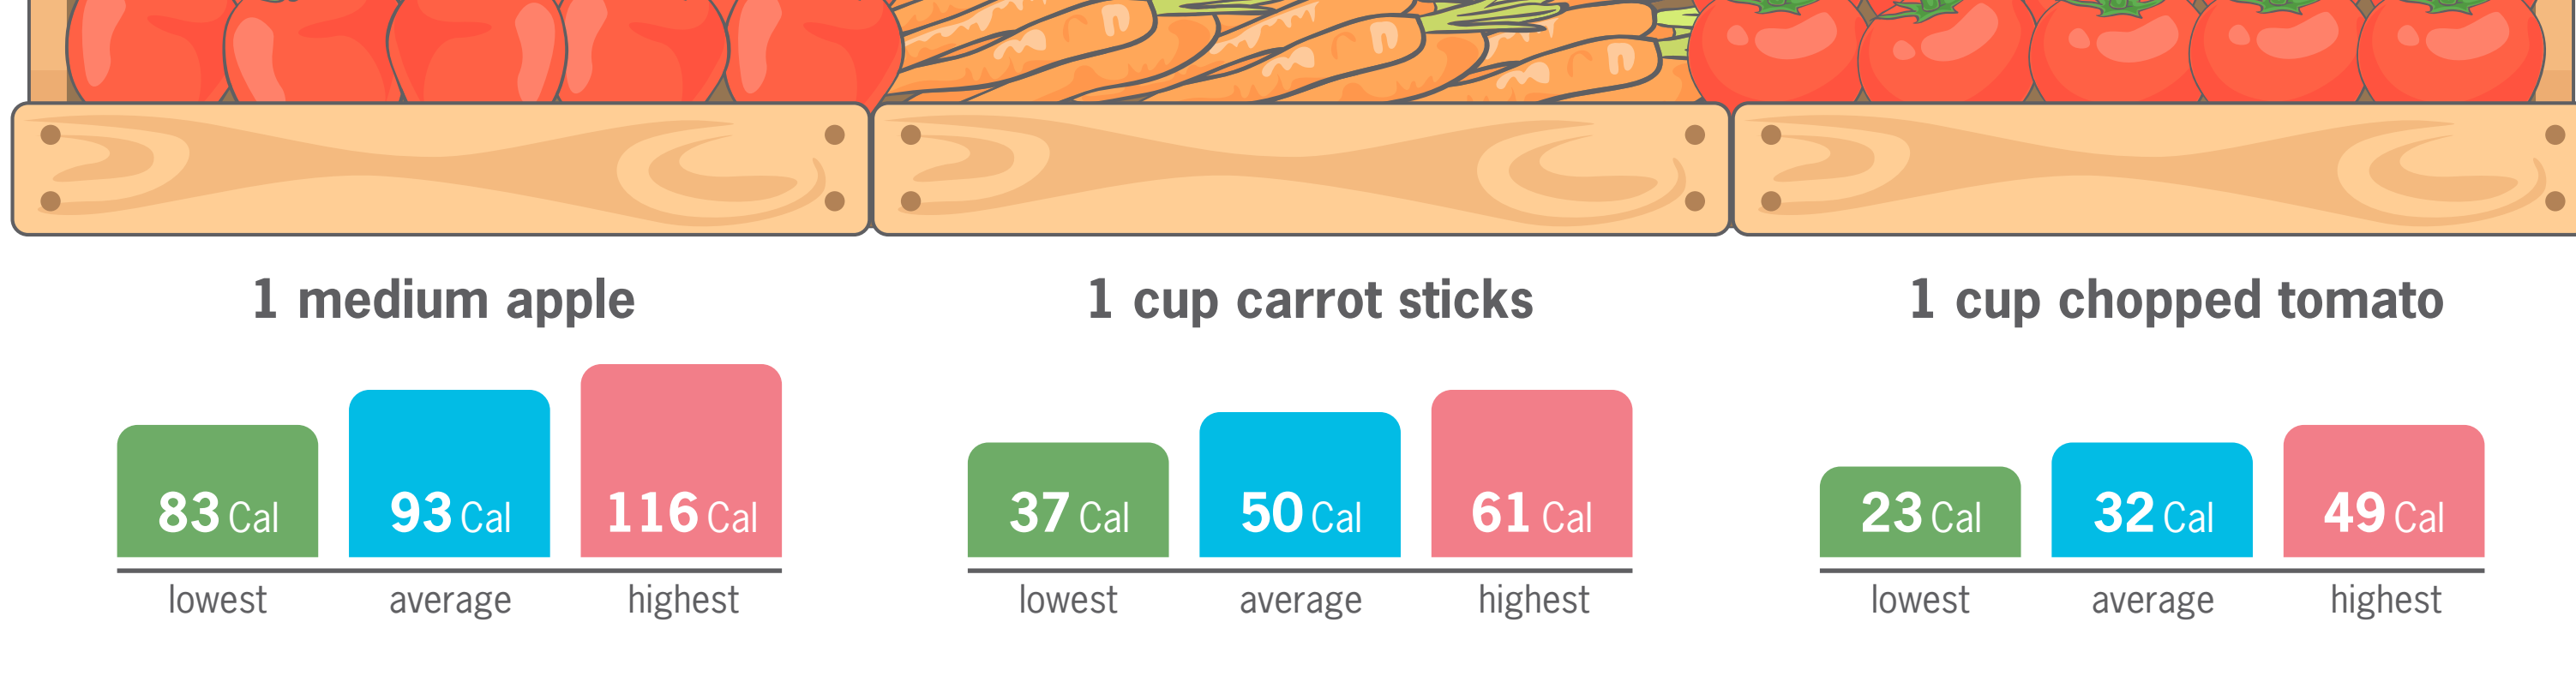 1 medium apple
83 Cal
93 Cal
116 Cal
lowest
average
highest
1 cup carrot sticks
37 Cal
50 Cal
61 Cal
lowest
average
highest
1 cup chopped tomato
23 Cal
32 Cal
49 Cal
lowest
average
highest